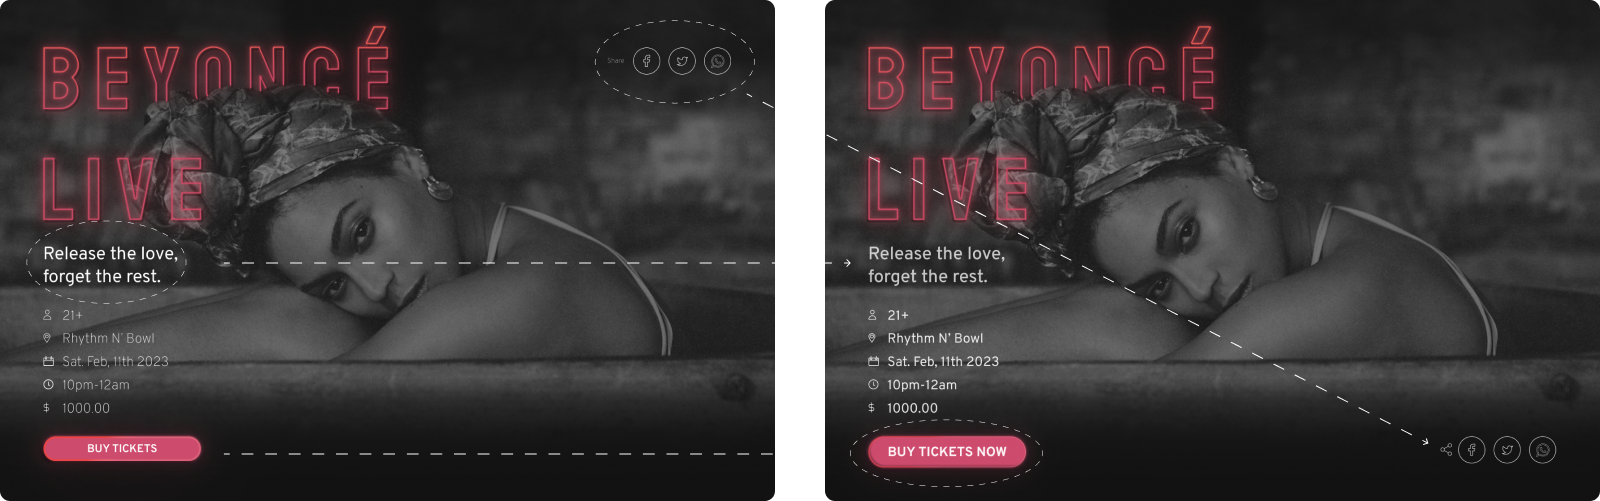 BEYONCÉ
Share
LIVE
Release the love,
forget the rest.
21+
Rhythm N' Bowl
Sat. Feb, 11th 2023
10pm-12am
1000.00
BUY TICKETS
BEYONCÉ
LIVE
Release the love,
forget the rest.
21+
Rhythm N' Bowl
Sat. Feb, 11th 2023
10pm-12am
$ 1000.00
BUY TICKETS NOW